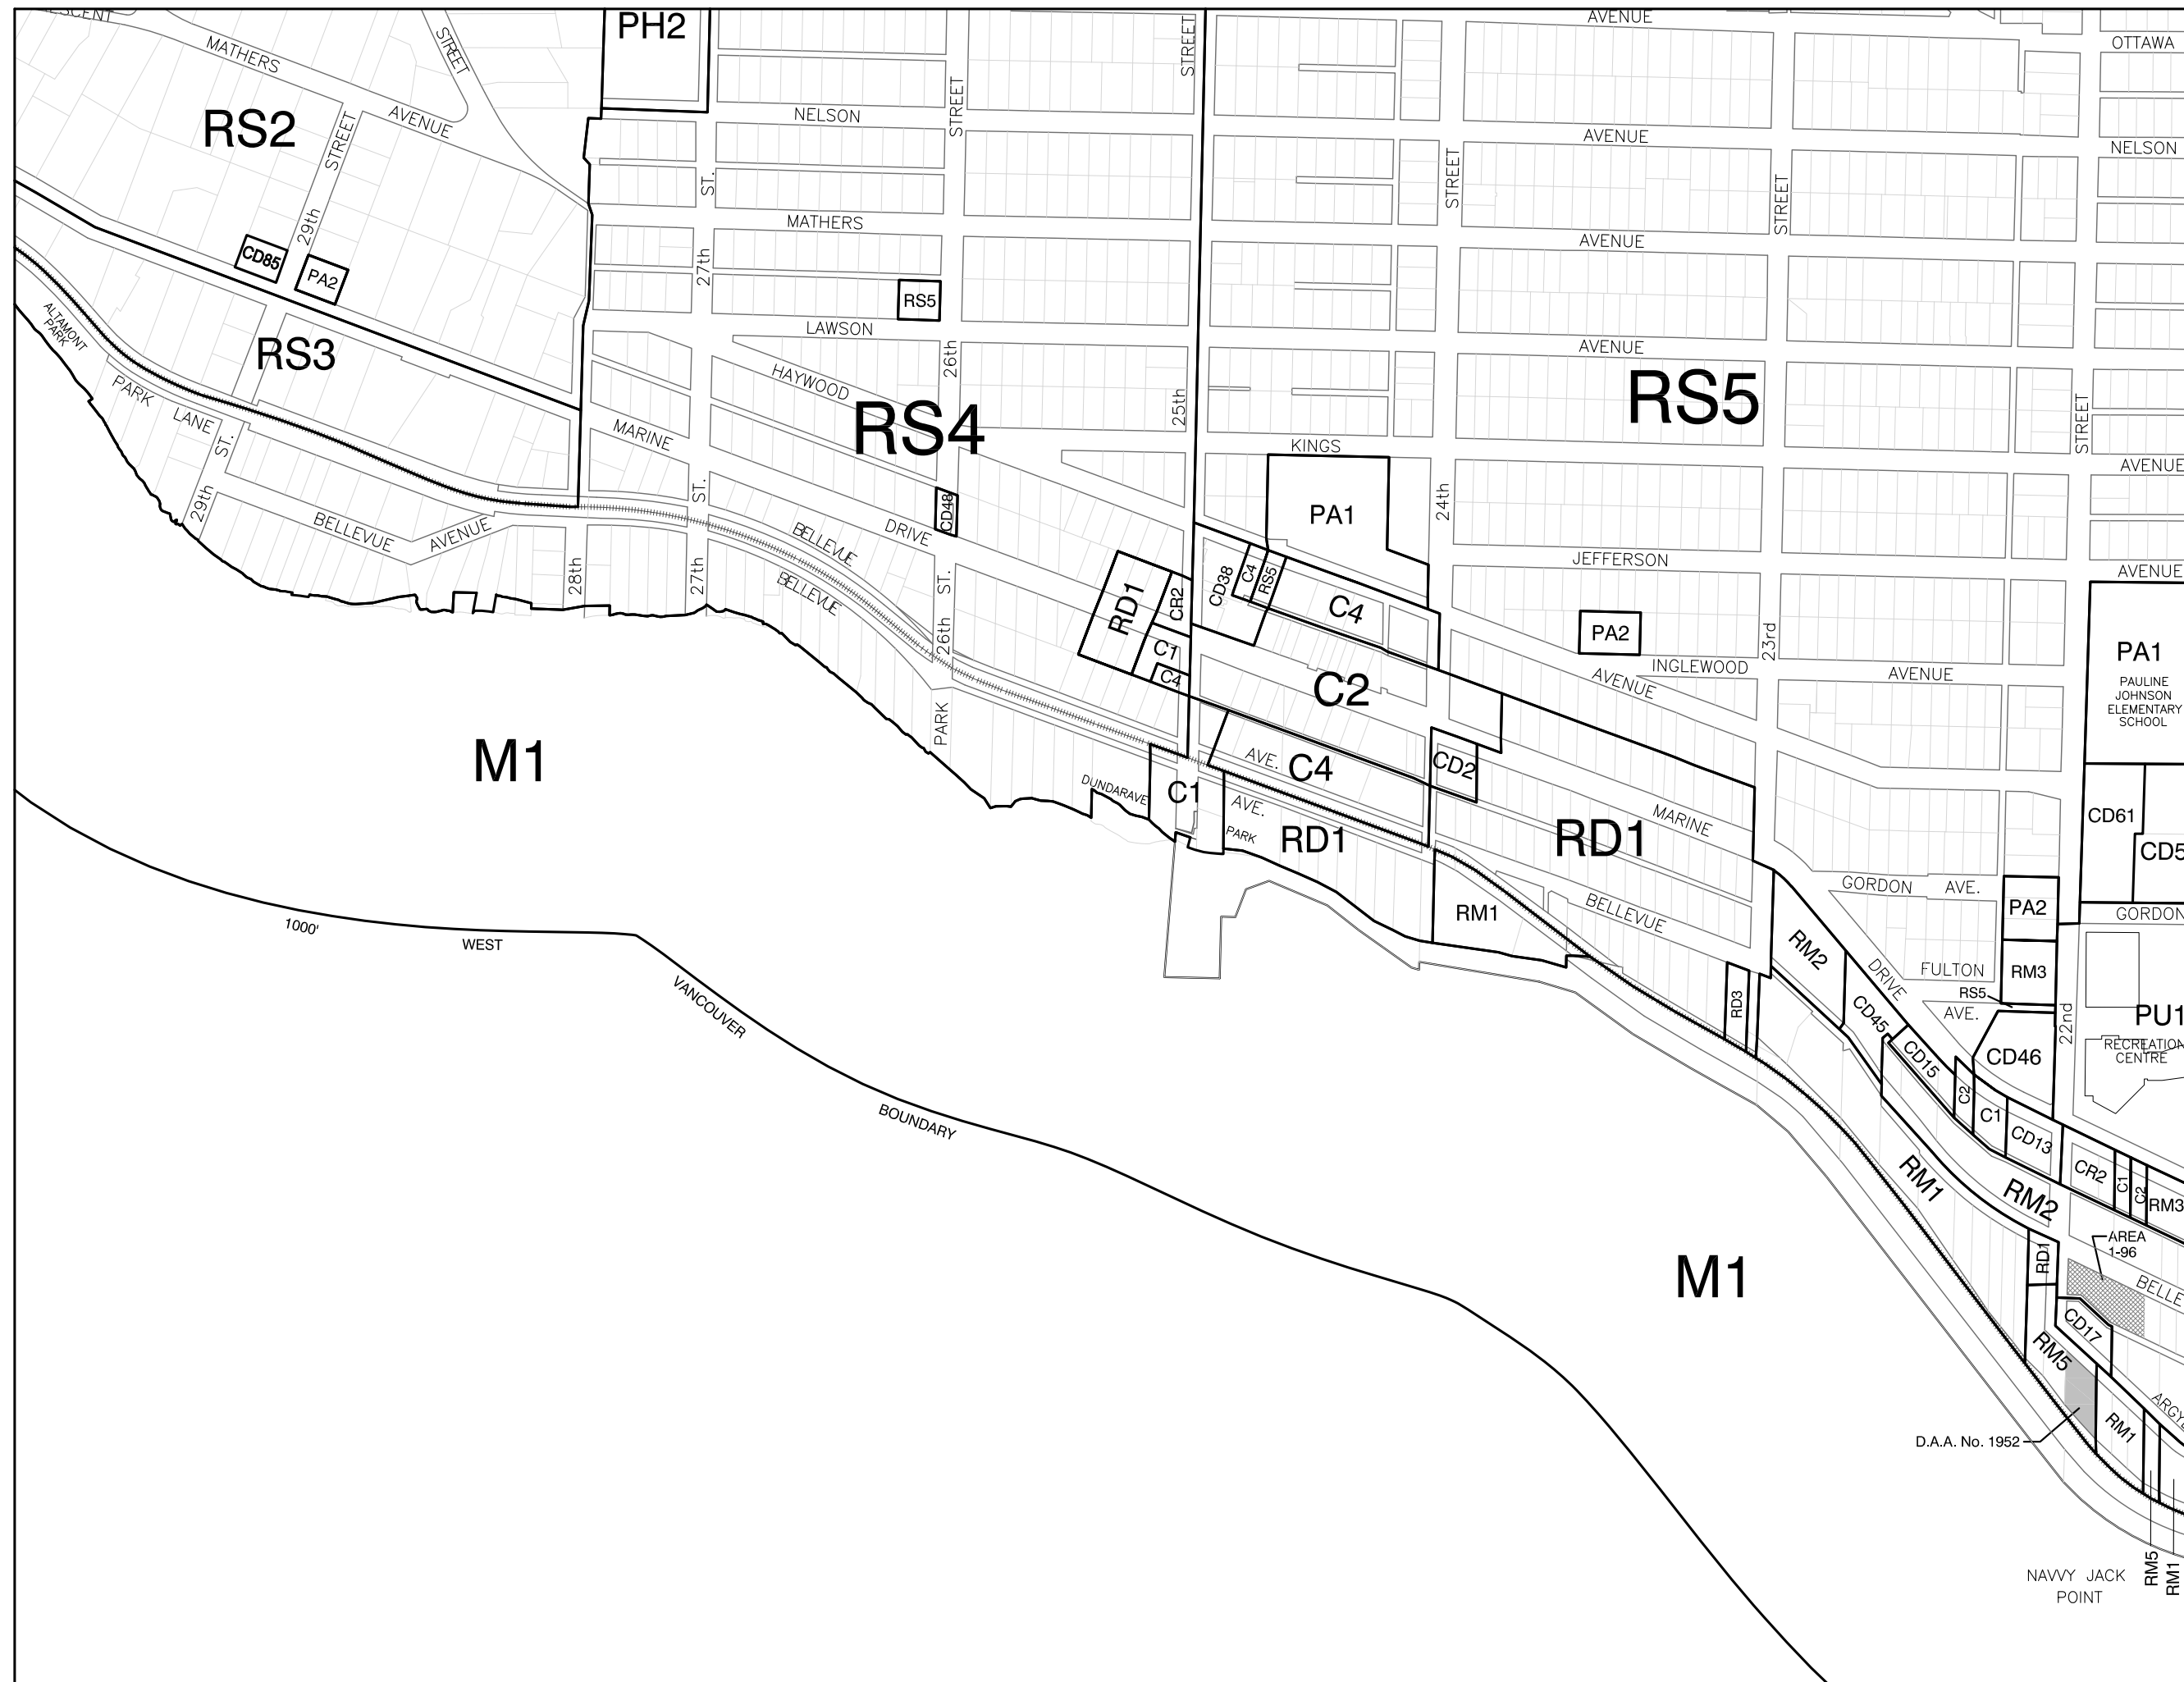 ESCENT
MATHERS
AVENUE
STREET
PH2
STREET
STREET
AVENUE
OTTAWA
NELSON
AVENUE
NELSON
RS2
STREET
29th
ST.
MATHERS
STREET
STREET
AVENUE
CD85
PA2
27th
RS5
LAWSON
26th
AVENUE
ALTAMONT
PARK
RS3
PARK
LANE
ST.
29th
HAYWOOD
MARINE
RS4
25th
RS5
STREET
KINGS
AVENUE
BELLEVUE
AVENUE
28th
ST.
27th
CD48
DRIVE
BELLEVUE
BELLEVUE
ST.
26th
PARK
PA1
24th
JEFFERSON
AVENUE
RD1
CR2
C1
C4
CD38
C4
RS5
C4
C2
PA2
INGLEWOOD
AVENUE
AVENUE
23rd
PA1
PAULINE
JOHNSON
ELEMENTARY
SCHOOL
M1
DUNDARAVE
C1
AVE.
C4
AVE.
PARK
RD1
CD2
RD1
MARINE
CD61
CD5
GORDON
AVE.
PA2
GORDON
RM1
BELLEVUE
RM2
DRIVE
FULTON
AVE.
RM3
RS5
RD3
CD45
CD15
CD46
22nd
PU1
RECREATION
CENTRE
C2
C1
CD13
CR2
C1
C2
RM3
1000'
WEST
VANCOUVER
BOUNDARY
RM1
RM2
M1
RD1
AREA
1-96
BELLE
CD17
RM5
RM1
ARGY
D.A.A. No. 1952
NAVVY JACK
POINT
RM5
RM1